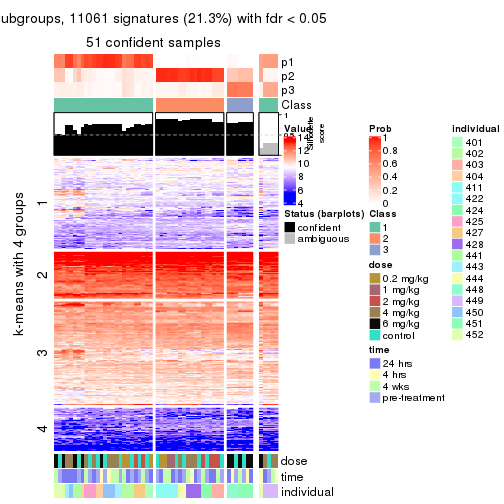 ubgroups, 11061 signatures (21.3%) with fdr < 0.05
51 confident samples
p1
p2
p3
Class
1
Silhouette
score
k-means with 4 groups
1
2
3
4
dose
time
individual
Value
14
12
10
8
6
4
Status (barplots)
confident
ambiguous
Prob
1
0.8
0.6
0.4
0.2
0
Class
1
2
3
dose
0.2 mg/kg
1 mg/kg
2 mg/kg
4 mg/kg
6 mg/kg
control
time
24 hrs
4 hrs
4 wks
pre-treatment
individual
401
402
403
404
411
422
424
425
427
428
441
443
444
448
449
450
451
452